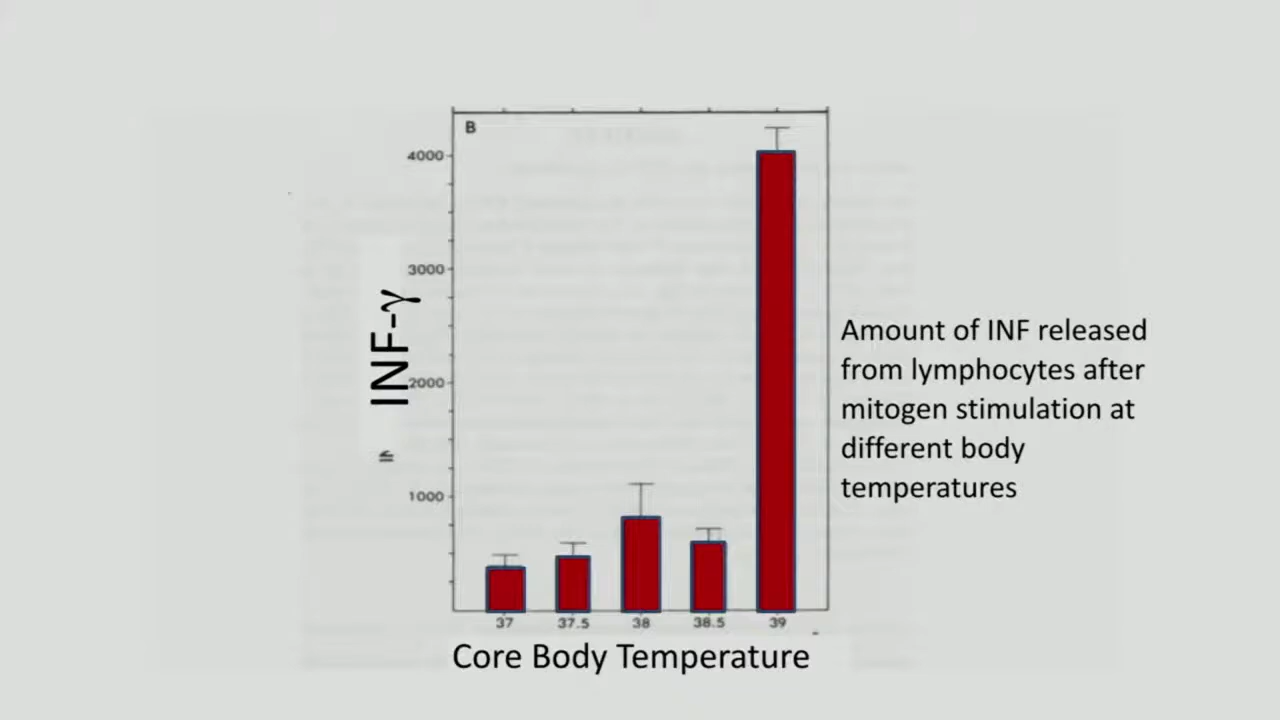 B
4000
3000
2000
1000
INF-γ
37 37.5 38 38.5 39
Core Body Temperature
Amount of INF released
from lymphocytes after
mitogen stimulation at
different body
temperatures